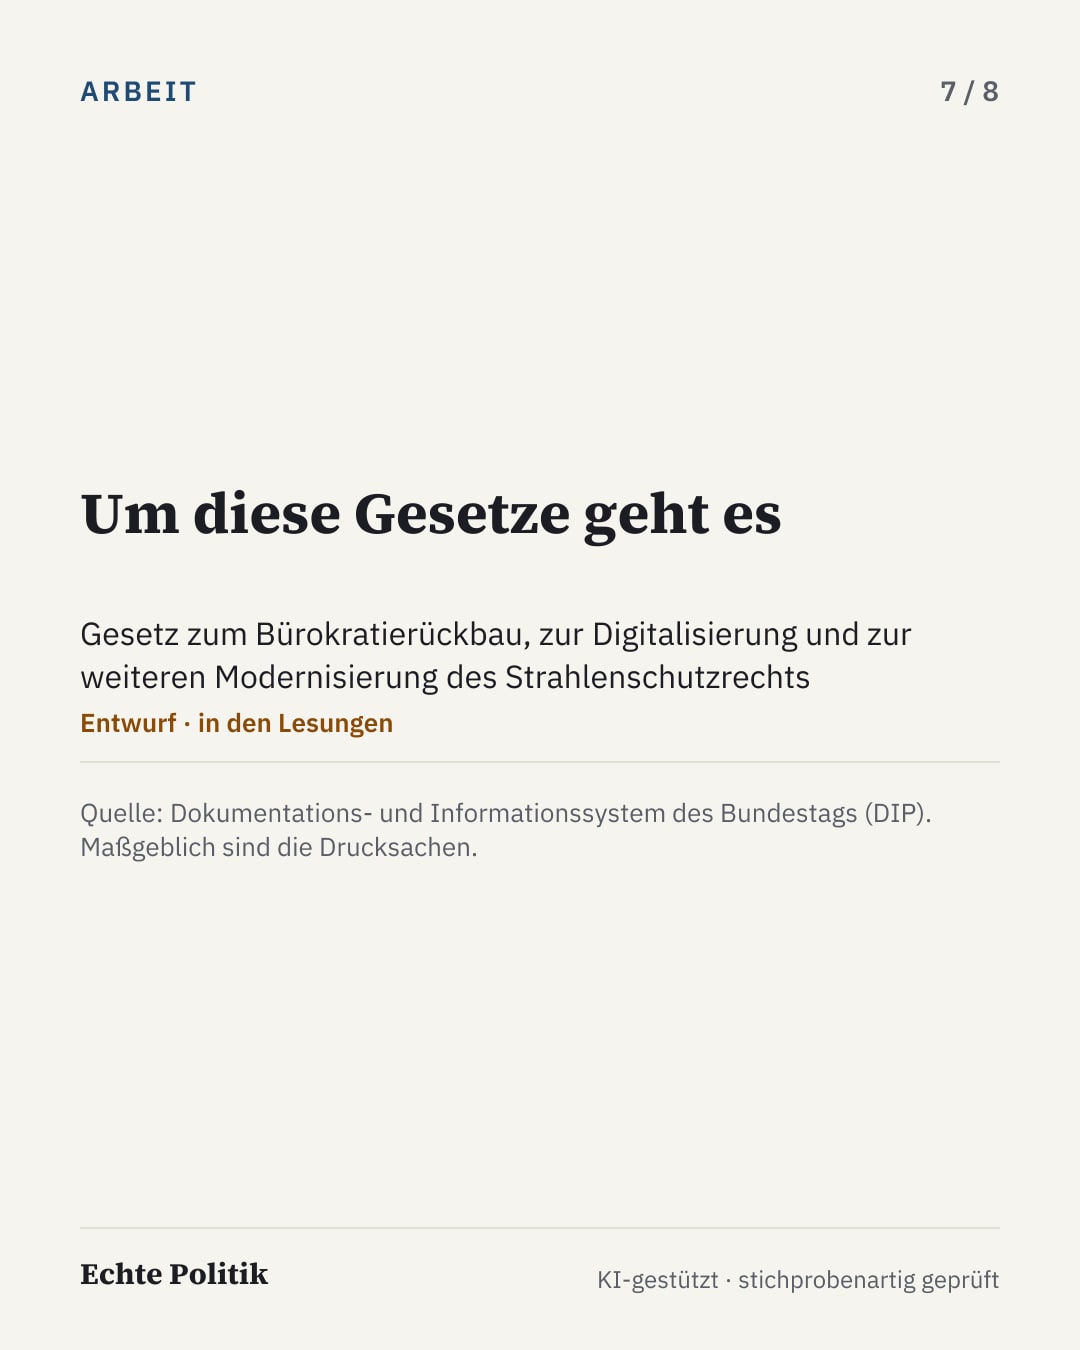 ARBEIT
7 / 8
Um diese Gesetze geht es
Gesetz zum Bürokratierückbau, zur Digitalisierung und zur
weiteren Modernisierung des Strahlenschutzrechts
Entwurf · in den Lesungen
Quelle: Dokumentations- und Informationssystem des Bundestags (DIP).
Maßgeblich sind die Drucksachen.
Echte Politik
KI-gestützt · stichprobenartig geprüft